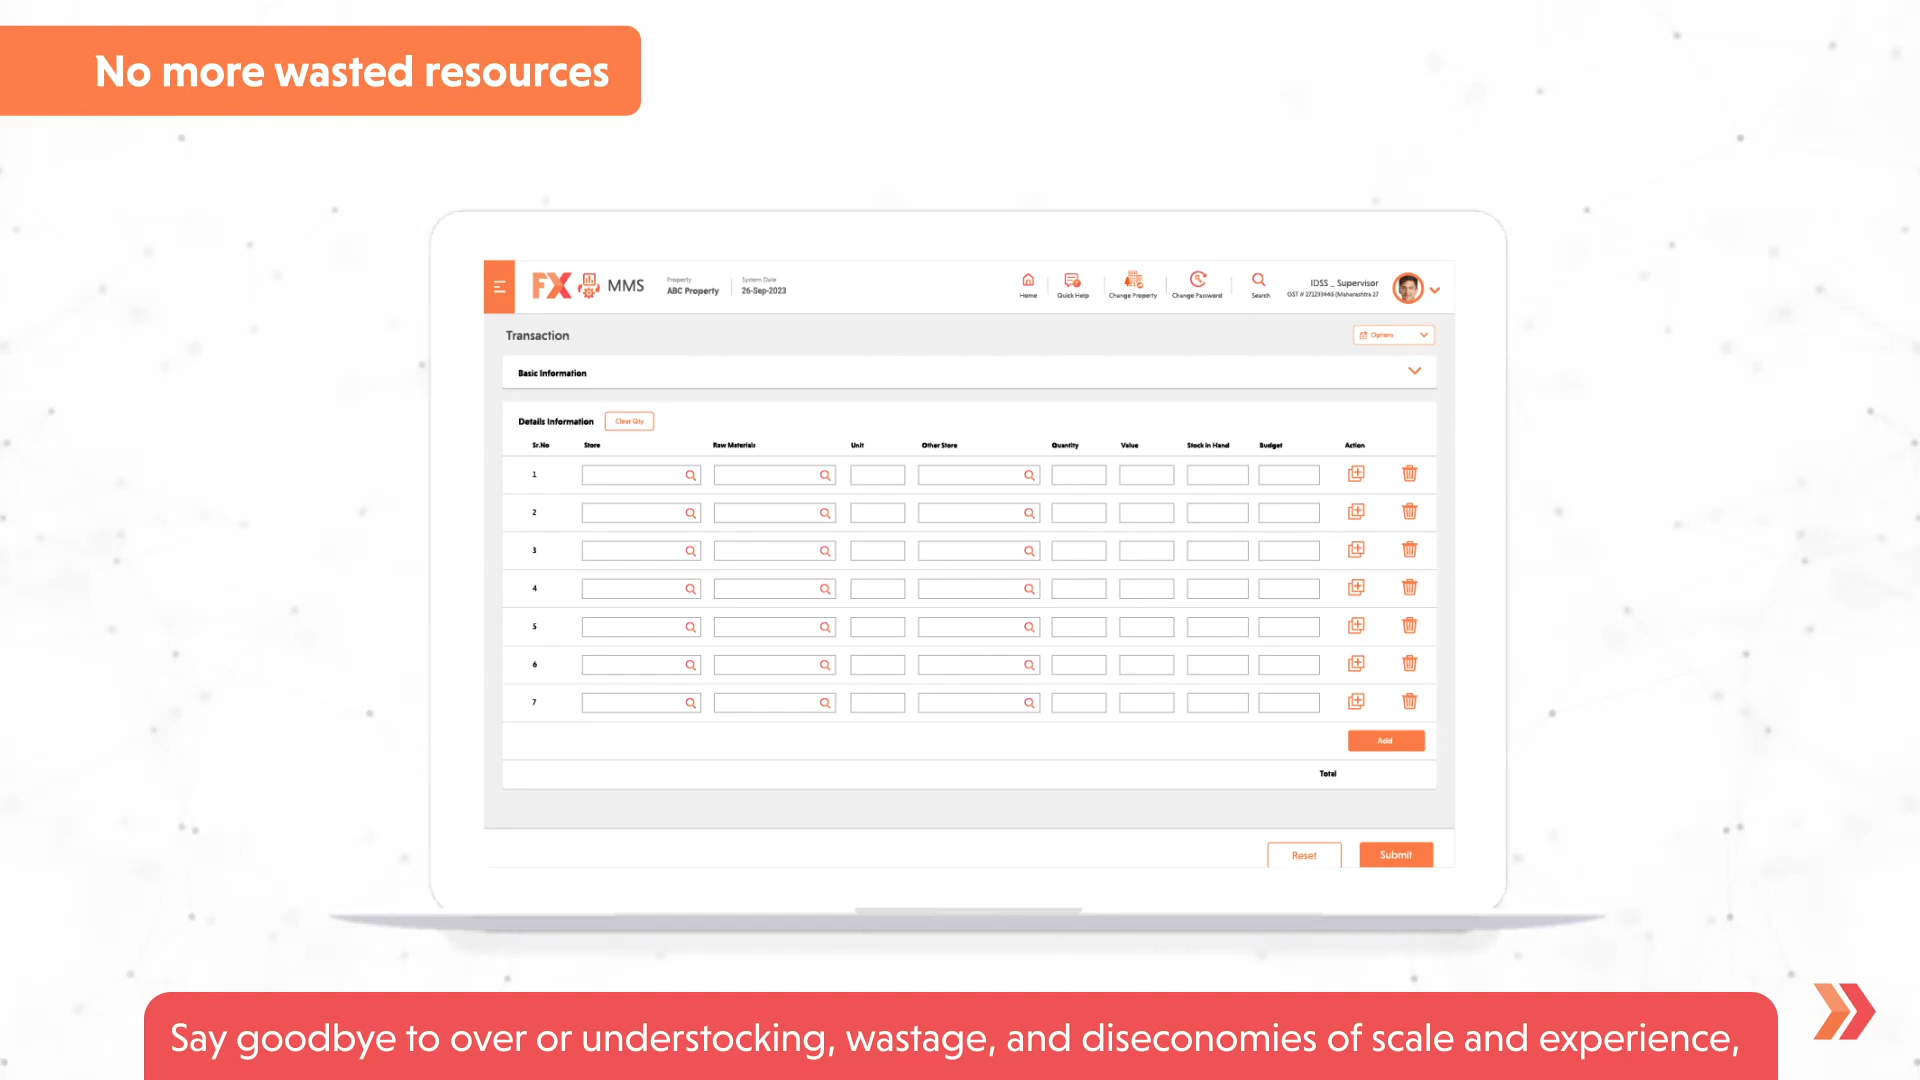 No more wasted resources
FX MMS
Property
ABC Property
System Date
26-Sep-2023
Home
Quick Help
Change Property
Change Password
Search
IDSS _ Supervisor
Transaction
Options
Basic Information
Details Information
Clear Qty
Sr.No Store Raw Materials Unit Other Store Quantity Value Stock in Hand Budget Action
1
2
3
4
5
6
7
Add
Total
Reset
Submit
Say goodbye to over or understocking, wastage, and diseconomies of scale and experience,